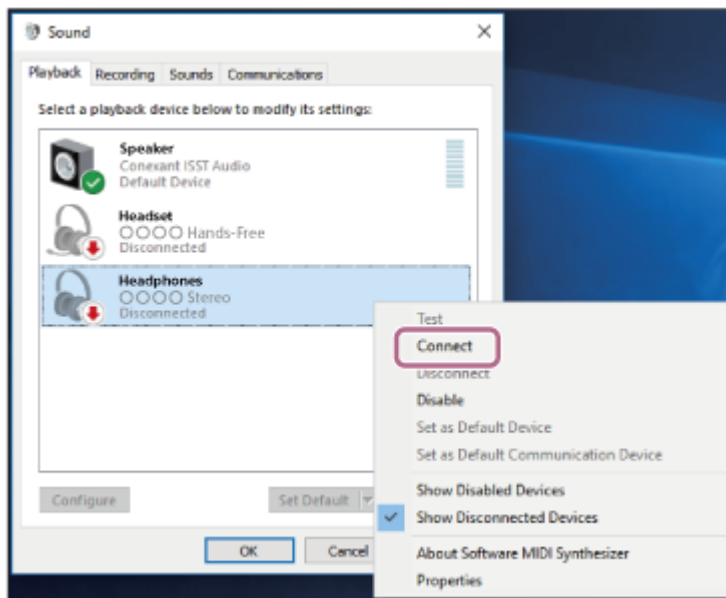 Sound
Playback Recording Sounds Communications
Select a playback device below to modify its settings:
Speaker
Conexant ISST Audio
Default Device
Headset
○○○○ Hands-Free
Disconnected
Headphones
○○○○ Stereo
Disconnected
Test
Connect
Disconnect
Disable
Set as Default Device
Set as Default Communication Device
Show Disabled Devices
Show Disconnected Devices
About Software MIDI Synthesizer
Properties
Configure Set Default
OK Cancel